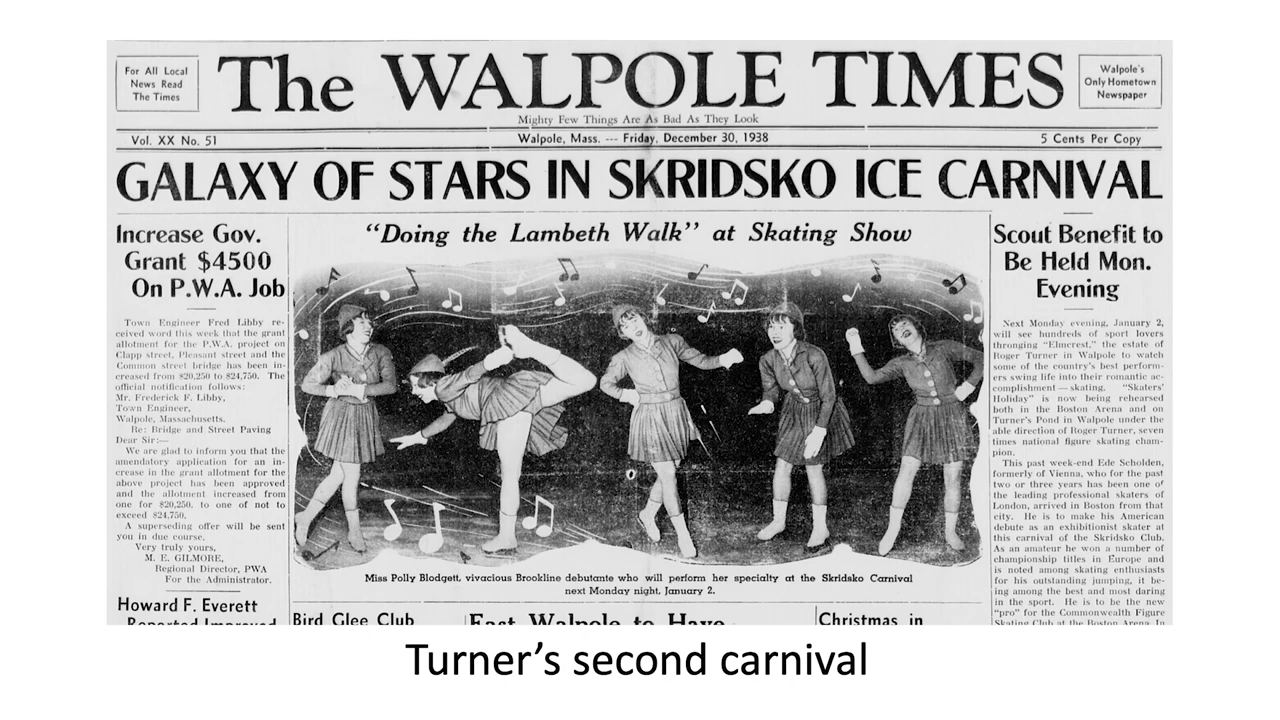 For All Local
News Read
The Times
The WALPOLE TIMES
Mighty Few Things Are As Bad As They Look
Walpole's
Only Hometown
Newspaper
Vol. XX No. 51
Walpole, Mass. --- Friday, December 30, 1938
5 Cents Per Copy
GALAXY OF STARS IN SKRIDSKO ICE CARNIVAL
Increase Gov.
Grant $4500
On P.W.A. Job
Town Engineer Fred Libby re-
ceived word this week that the grant
allotment for the P.W.A. project on
Clapp street, Pleasant street and the
Common street bridge has been in-
creased from $20,250 to $24,750. The
official notification follows:
Mr. Frederick F. Libby,
Town Engineer,
Walpole, Massachusetts.
Re: Bridge and Street Paving
Dear Sir:—
We are glad to inform you that the
amendatory application for an in-
crease in the grant allotment for the
above project has been approved
and the allotment increased from
one for $20,250, to one of not to
exceed $24,750.
A superseding offer will be sent
you in due course.
Very truly yours,
M. E. GILMORE,
Regional Director, PWA
For the Administrator.
Howard F. Everett
Reported Improved
"Doing the Lambeth Walk" at Skating Show
Miss Polly Blodgett, vivacious Brookline debutante who will perform her specialty at the Skridsko Carnival
next Monday night, January 2.
Bird Glee Club
East Walpole to Have
Christmas in
Scout Benefit to
Be Held Mon.
Evening
Next Monday evening, January 2,
will see hundreds of sport lovers
thronging "Elmcrest," the estate of
Roger Turner in Walpole to watch
some of the country's best perform-
ers swing life into their romantic ac-
complishment — skating. "Skaters'
Holiday" is now being rehearsed
both in the Boston Arena and on
Turner's Pond in Walpole under the
able direction of Roger Turner, seven
times national figure skating cham-
pion.
This past week-end Ede Scholden,
formerly of Vienna, who for the past
two or three years has been one of
the leading professional skaters of
London, arrived in Boston from that
city. He is to make his American
debute as an exhibitionist skater at
this carnival of the Skridsko Club.
As an amateur he won a number of
championship titles in Europe and
is noted among skating enthusiasts
for his outstanding jumping, it be-
ing among the best and most daring
in the sport. He is to be the new
"pro" for the Commonwealth Figure
Skating Club at the Boston Arena. In
Turner's second carnival